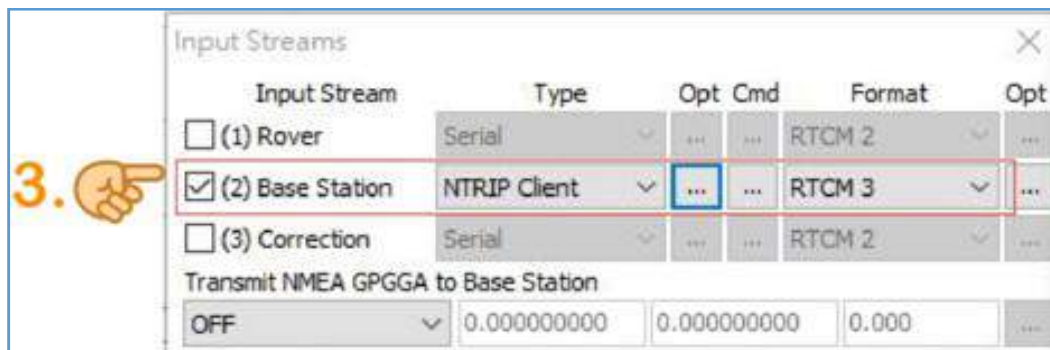 Input Streams
Input Stream Type Opt Cmd Format Opt
(1) Rover Serial ... ... RTCM 2 ...
3. (2) Base Station NTRIP Client ... ... RTCM 3 ...
(3) Correction Serial ... ... RTCM 2 ...
Transmit NMEA GPGGA to Base Station
OFF 0.000000000 0.000000000 0.000 ...